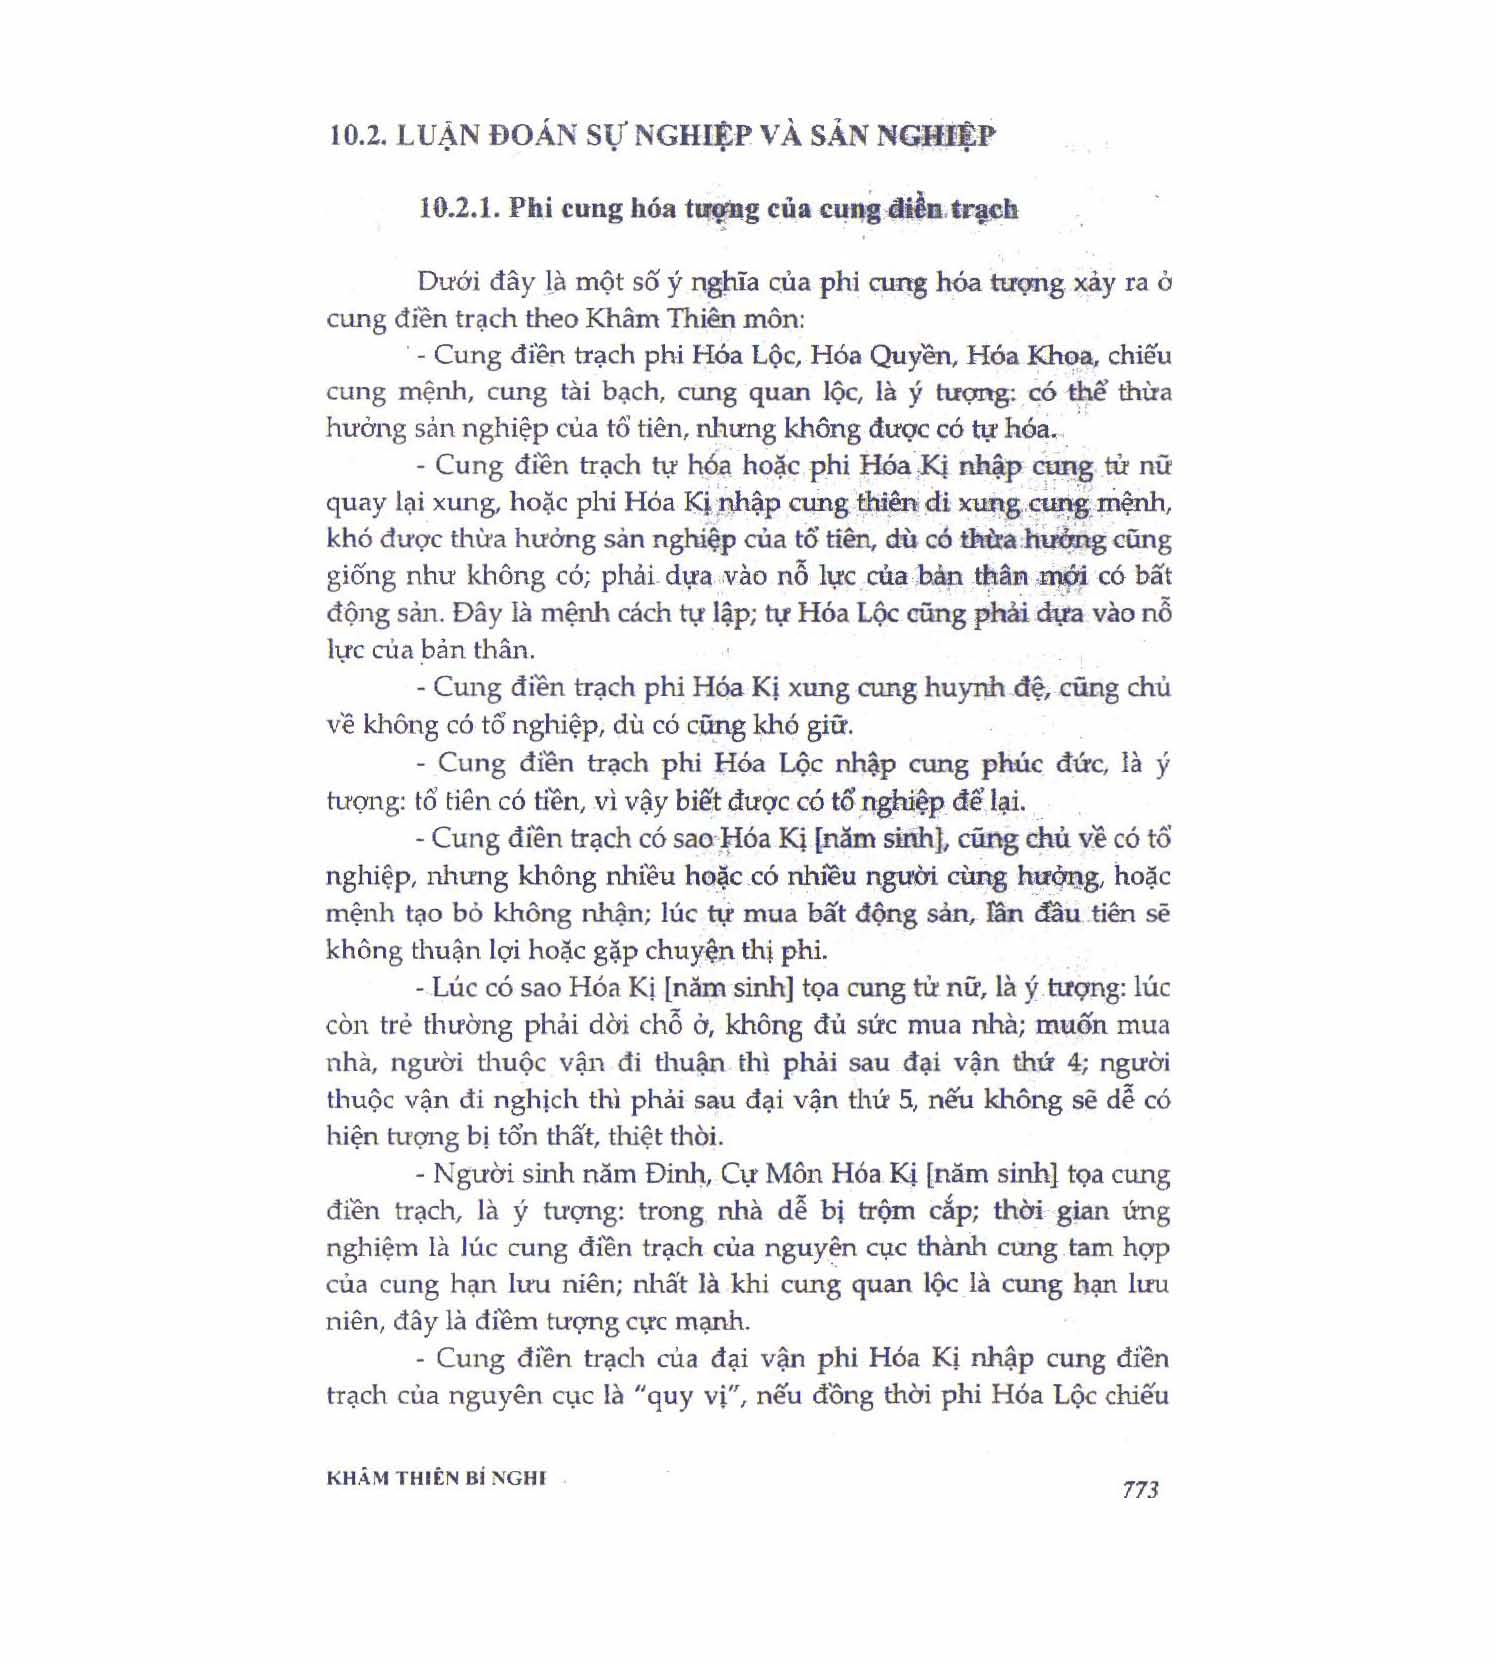 10.2. LUẬN ĐOÁN SỰ NGHIỆP VÀ SẢN NGHIỆP
10.2.1. Phi cung hóa tượng của cung điền trạch
Dưới đây là một số ý nghĩa của phi cung hóa tượng xảy ra ở
cung điền trạch theo Khâm Thiên môn:
- Cung điền trạch phi Hóa Lộc, Hóa Quyền, Hóa Khoa, chiếu
cung mệnh, cung tài bạch, cung quan lộc, là ý tượng: có thể thừa
hưởng sản nghiệp của tổ tiên, nhưng không được có tự hóa.
- Cung điền trạch tự hóa hoặc phi Hóa Kị nhập cung tử nữ
quay lại xung, hoặc phi Hóa Kị nhập cung thiên di xung cung mệnh,
khó được thừa hưởng sản nghiệp của tổ tiên, dù có thừa hưởng cũng
giống như không có; phải dựa vào nỗ lực của bản thân mới có bất
động sản. Đây là mệnh cách tự lập; tự Hóa Lộc cũng phải dựa vào nỗ
lực của bản thân.
- Cung điền trạch phi Hóa Kị xung cung huynh đệ, cũng chủ
về không có tổ nghiệp, dù có cũng khó giữ.
- Cung điền trạch phi Hóa Lộc nhập cung phúc đức, là ý
tượng: tổ tiên có tiền, vì vậy biết được có tổ nghiệp để lại.
- Cung điền trạch có sao Hóa Kị [năm sinh], cũng chủ về có tổ
nghiệp, nhưng không nhiều hoặc có nhiều người cùng hưởng, hoặc
mệnh tạo bỏ không nhận; lúc tự mua bất động sản, lần đầu tiên sẽ
không thuận lợi hoặc gặp chuyện thị phi.
- Lúc có sao Hóa Kị [năm sinh] tọa cung tử nữ, là ý tượng: lúc
còn trẻ thường phải dời chỗ ở, không đủ sức mua nhà; muốn mua
nhà, người thuộc vận đi thuận thì phải sau đại vận thứ 4; người
thuộc vận đi nghịch thì phải sau đại vận thứ 5, nếu không sẽ dễ có
hiện tượng bị tổn thất, thiệt thòi.
- Người sinh năm Đinh, Cự Môn Hóa Kị [năm sinh] tọa cung
điền trạch, là ý tượng: trong nhà dễ bị trộm cắp; thời gian ứng
nghiệm là lúc cung điền trạch của nguyên cục thành cung tam hợp
của cung hạn lưu niên; nhất là khi cung quan lộc là cung hạn lưu
niên, đây là điềm tượng cực mạnh.
- Cung điền trạch của đại vận phi Hóa Kị nhập cung điền
trạch của nguyên cục là "quy vị", nếu đồng thời phi Hóa Lộc chiếu
KHÂM THIÊN BÍ NGHI
773